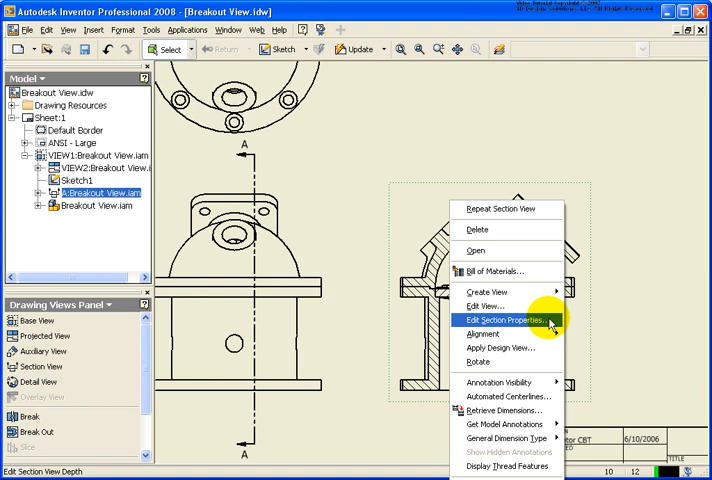 Autodesk Inventor Professional 2008 - [Breakout View.idw]
File Edit View Insert Format Tools Applications Window Web Help
Select Return Sketch Update
Model
Breakout View.idw
Drawing Resources
Sheet:1
Default Border
ANSI - Large
VIEW1:Breakout View.iam
VIEW2:Breakout View.i
Sketch1
A:Breakout View.iam
Breakout View.iam
Drawing Views Panel
Base View
Projected View
Auxiliary View
Section View
Detail View
Overlay View
Break
Break Out
Slice
A
A
Repeat Section View
Delete
Open
Bill of Materials...
Create View
Edit View...
Edit Section Properties...
Alignment
Apply Design View...
Rotate
Annotation Visibility
Automated Centerlines...
Retrieve Dimensions...
Get Model Annotations
General Dimension Type
Show Hidden Annotations
Display Thread Features
tor CBT
6/10/2006
TITLE
Edit Section View Depth
10 12